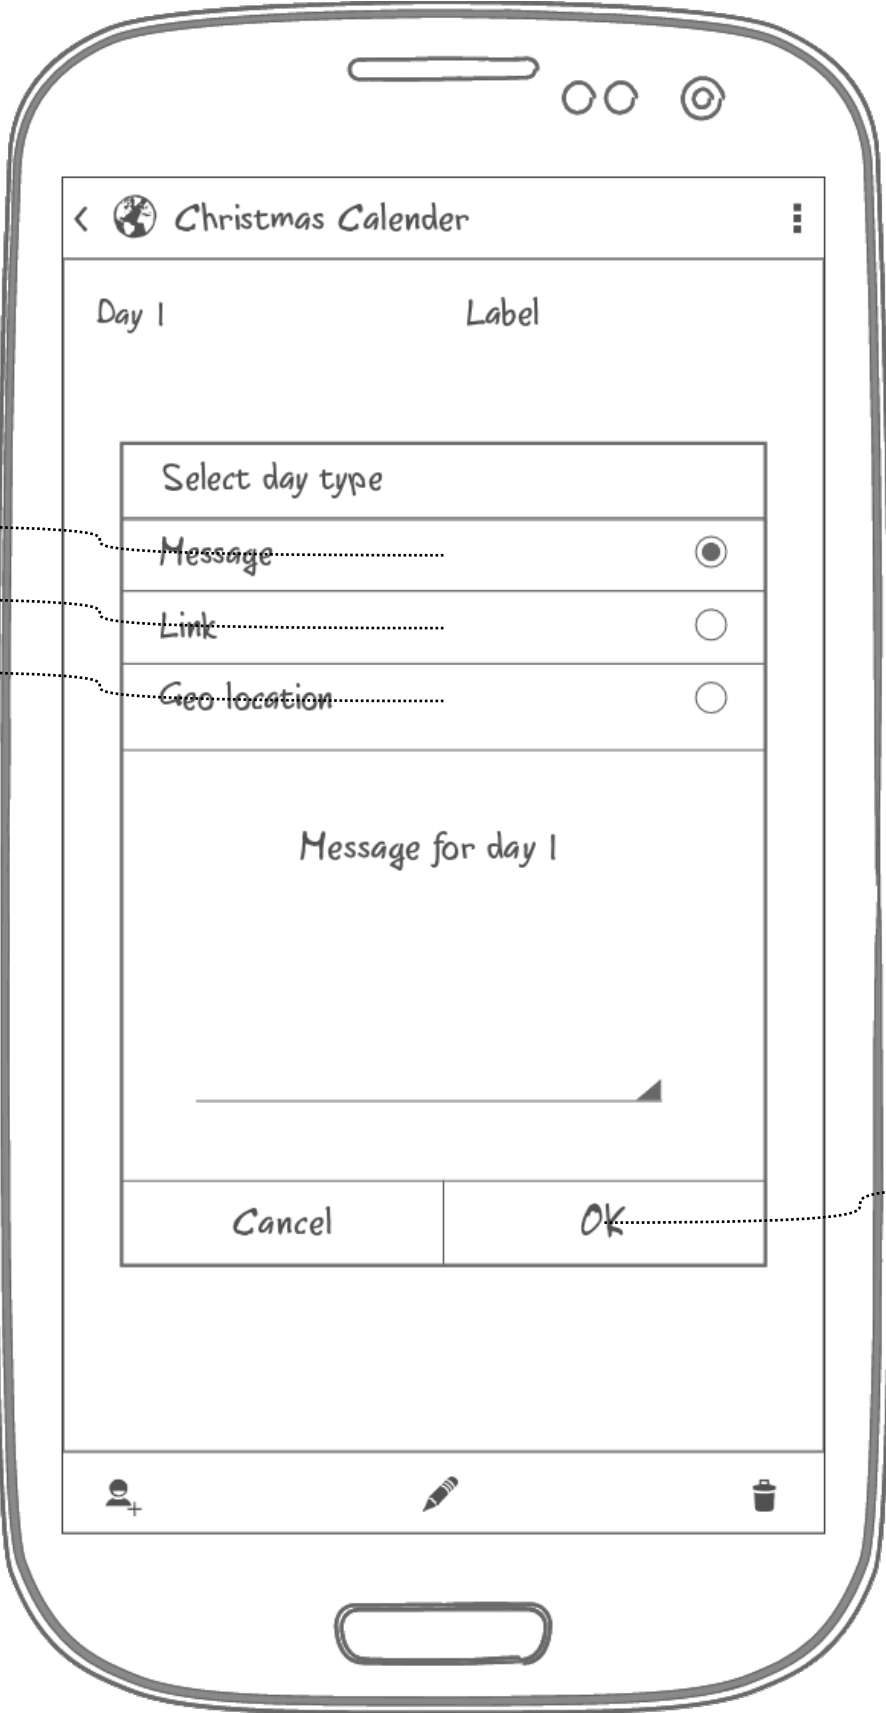 Christmas Calender
Day 1 Label
Select day type
Message
Link
Geo location
Message for day 1
Cancel OK